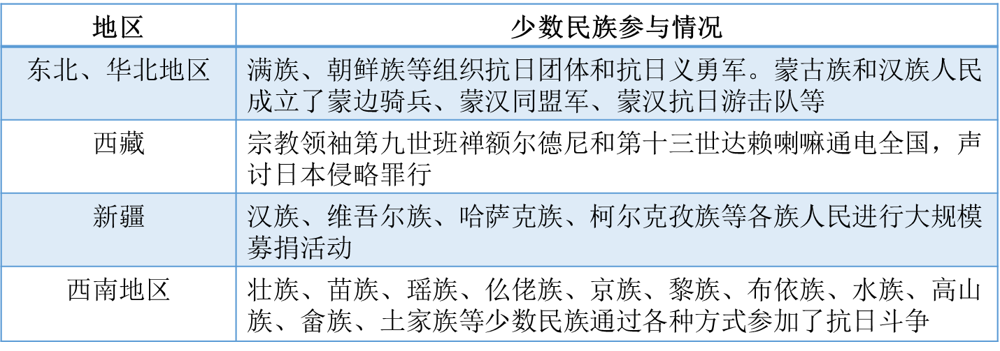 地区
少数民族参与情况
东北、华北地区
满族、朝鲜族等组织抗日团体和抗日义勇军。蒙古族和汉族人民
成立了蒙边骑兵、蒙汉同盟军、蒙汉抗日游击队等
西藏
宗教领袖第九世班禅额尔德尼和第十三世达赖喇嘛通电全国，声
讨日本侵略罪行
新疆
汉族、维吾尔族、哈萨克族、柯尔克孜族等各族人民进行大规模
募捐活动
西南地区
壮族、苗族、瑶族、仫佬族、京族、黎族、布依族、水族、高山
族、畲族、土家族等少数民族通过各种方式参加了抗日斗争